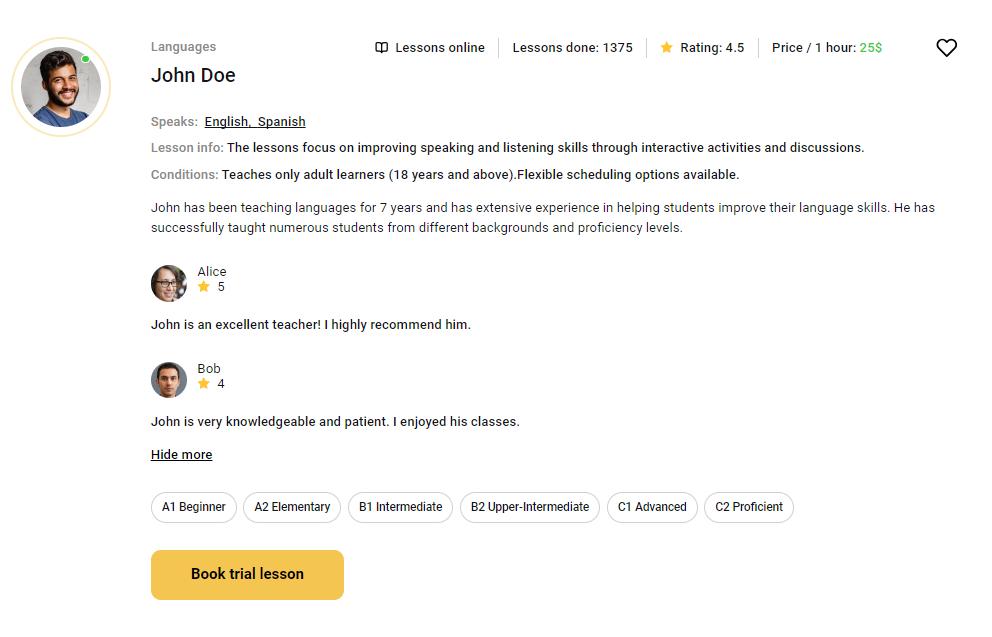 Languages
Lessons online
Lessons done: 1375
Rating: 4.5
Price / 1 hour: 25$
John Doe
Speaks: English, Spanish
Lesson info: The lessons focus on improving speaking and listening skills through interactive activities and discussions.
Conditions: Teaches only adult learners (18 years and above).Flexible scheduling options available.
John has been teaching languages for 7 years and has extensive experience in helping students improve their language skills. He has
successfully taught numerous students from different backgrounds and proficiency levels.
Alice
5
John is an excellent teacher! I highly recommend him.
Bob
4
John is very knowledgeable and patient. I enjoyed his classes.
Hide more
A1 Beginner
A2 Elementary
B1 Intermediate
B2 Upper-Intermediate
C1 Advanced
C2 Proficient
Book trial lesson